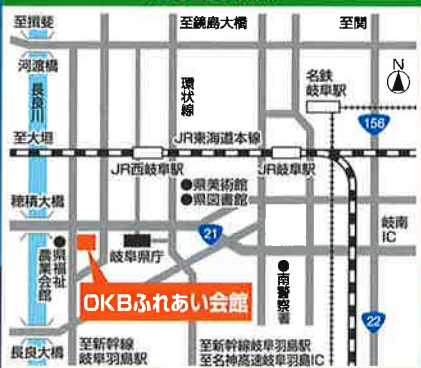 至揖斐
至鏡島大橋
至関
河渡橋
N
名鉄
岐阜駅
環状線
長良川
156
至大垣
JR東海道本線
JR西岐阜駅
JR岐阜駅
●県美術館
●県図書館
穂積大橋
21
岐南
IC
●県福祉
農業会館
岐阜県庁
OKBふれあい会館
●南警察署
22
長良大橋
至新幹線
岐阜羽島駅
至新幹線岐阜羽島駅
至名神高速岐阜羽島IC